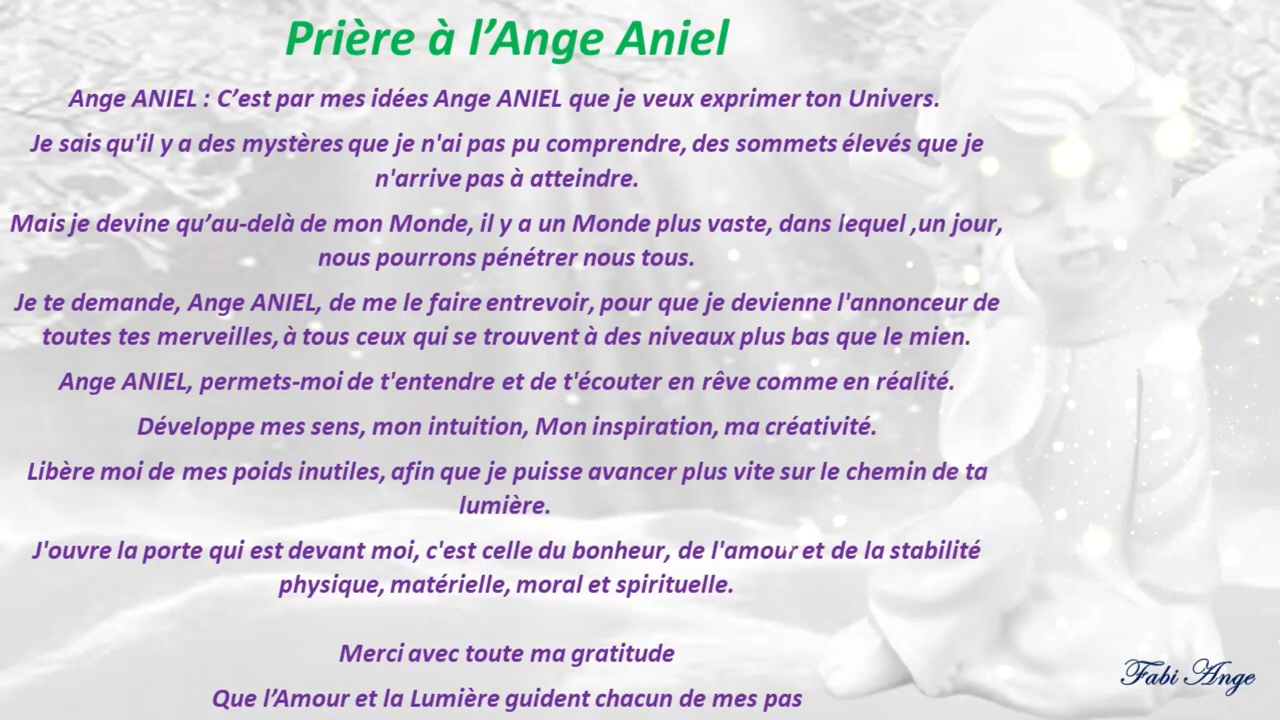 Prière à l’Ange Aniel
Ange ANIEL : C’est par mes idées Ange ANIEL que je veux exprimer ton Univers.
Je sais qu'il y a des mystères que je n'ai pas pu comprendre, des sommets élevés que je
n'arrive pas à atteindre.
Mais je devine qu’au-delà de mon Monde, il y a un Monde plus vaste, dans lequel ,un jour,
nous pourrons pénétrer nous tous.
Je te demande, Ange ANIEL, de me le faire entrevoir, pour que je devienne l'annonceur de
toutes tes merveilles, à tous ceux qui se trouvent à des niveaux plus bas que le mien.
Ange ANIEL, permets-moi de t'entendre et de t'écouter en rêve comme en réalité.
Développe mes sens, mon intuition, Mon inspiration, ma créativité.
Libère moi de mes poids inutiles, afin que je puisse avancer plus vite sur le chemin de ta
lumière.
J'ouvre la porte qui est devant moi, c'est celle du bonheur, de l'amour et de la stabilité
physique, matérielle, moral et spirituelle.
Merci avec toute ma gratitude
Que l’Amour et la Lumière guident chacun de mes pas
Fabi Ange